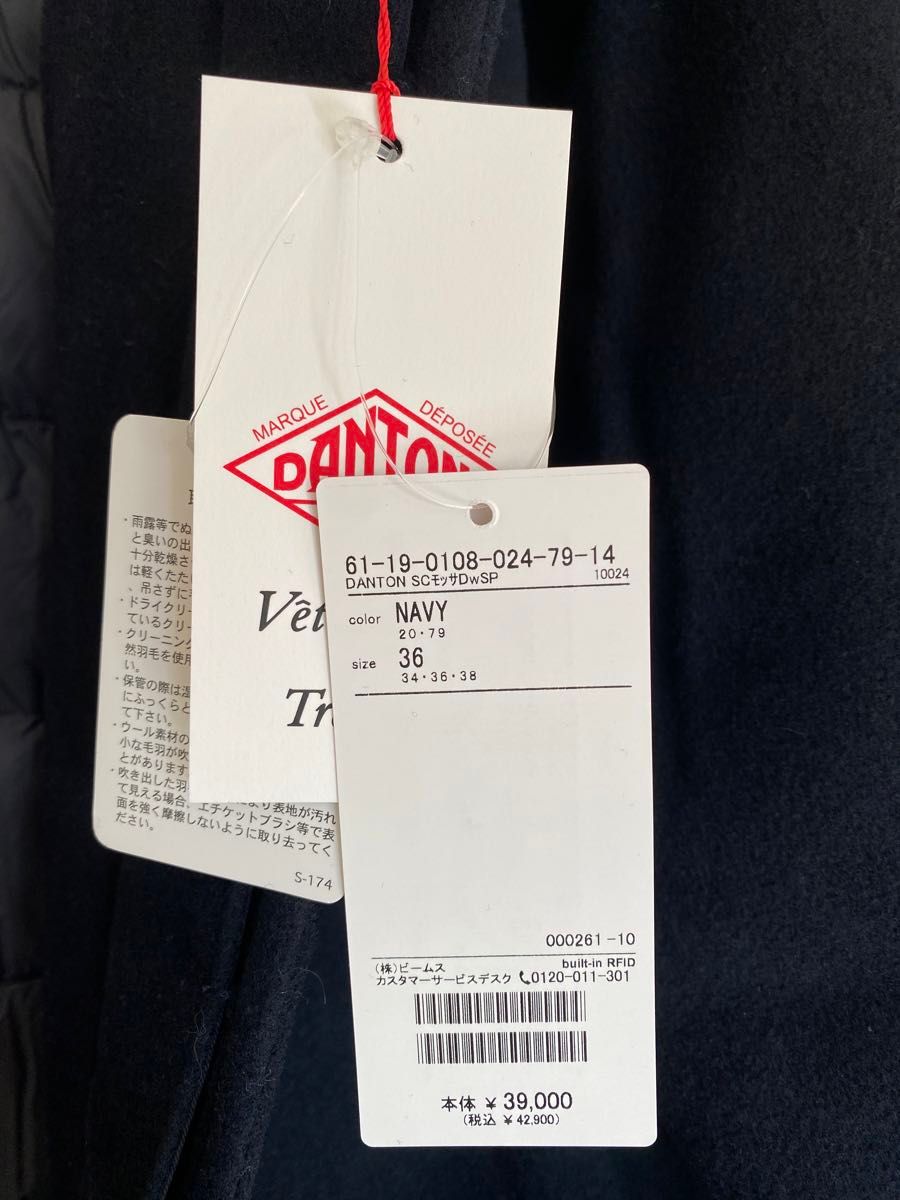 MARQUE DÉPOSÉE
DANTON
Vêt
Tr
61-19-0108-024-79-14
DANTON SCモッサDwSP 10024
color NAVY
20・79
size 36
34・36・38
000261-10
built-in RFID
(株)ビームス
カスタマーサービスデスク 0120-011-301
本体 ¥ 39,000
(税込 ¥ 42,900)
・雨露等でぬ
と臭いの出
十分乾燥さ
は軽くたた
、吊さずに
・ドライクリー
ているクリー
・クリーニング
然羽毛を使用
い。
・保管の際は湿
にふっくらと
て下さい。
・ウール素材の
小な毛羽が吹
とがあります
・吹き出した羽
より表地が汚れ
て見える場合、エチケットブラシ等で表
面を強く摩擦しないように取り去ってく
ださい。
S-174